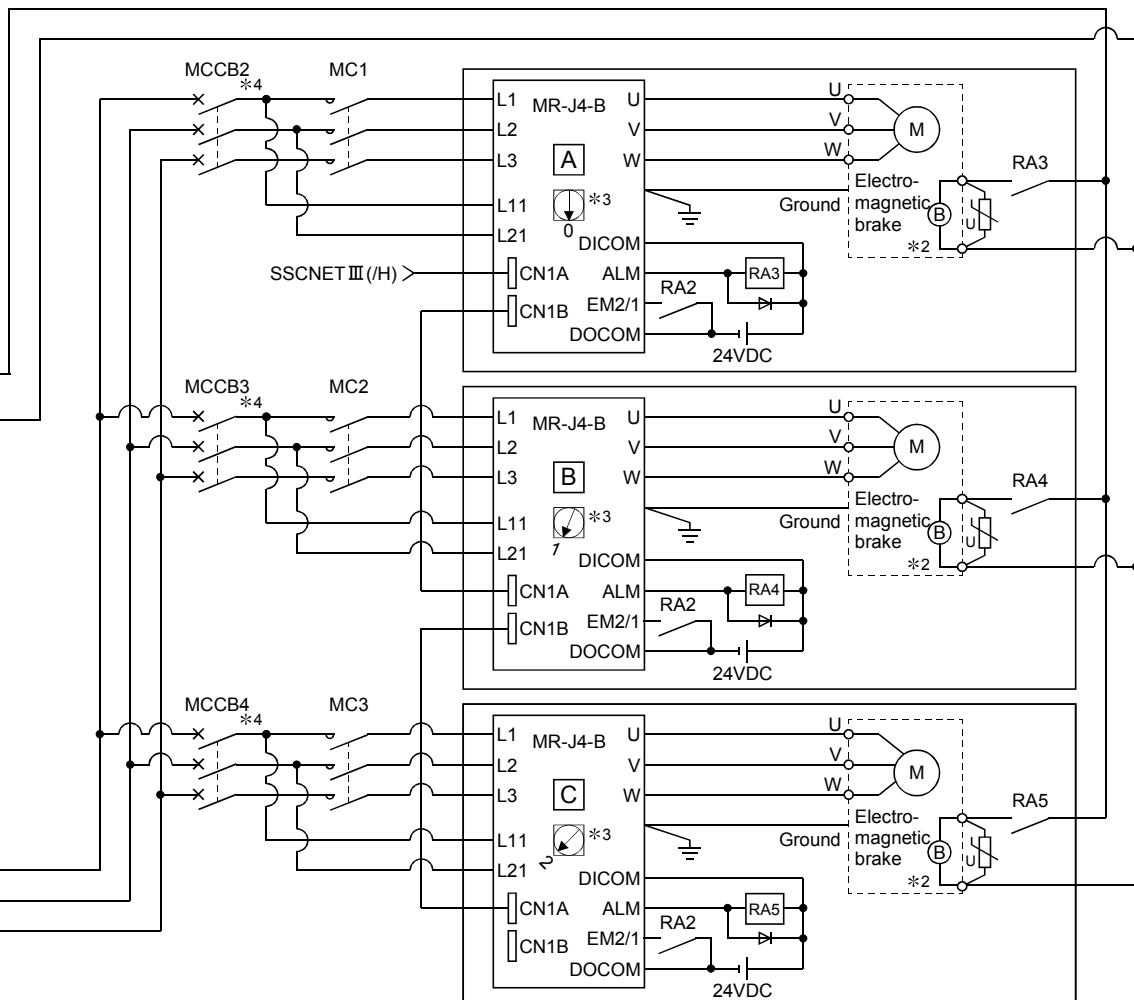 MCCB2
*4
MC1
L1
MR-J4-B
U
U
L2
V
V
M
L3
A
W
W
RA3
*3
0
L11
Ground
Electro-
magnetic
brake
B
U
*2
L21
DICOM
SSCNETⅢ(/H)
CN1A
ALM
RA3
CN1B
EM2/1
RA2
DOCOM
24VDC
MCCB3
*4
MC2
L1
MR-J4-B
U
U
L2
V
V
M
L3
B
W
W
RA4
*3
1
L11
Ground
Electro-
magnetic
brake
B
U
*2
L21
DICOM
CN1A
ALM
RA4
CN1B
EM2/1
RA2
DOCOM
24VDC
MCCB4
*4
MC3
L1
MR-J4-B
U
U
L2
V
V
M
L3
C
W
W
RA5
*3
2
L11
Ground
Electro-
magnetic
brake
B
U
*2
L21
DICOM
CN1A
ALM
RA5
CN1B
EM2/1
RA2
DOCOM
24VDC